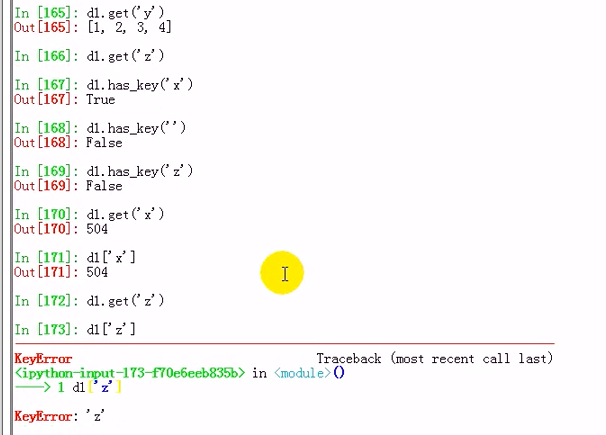 In [165]: d1.get('y')
Out[165]: [1, 2, 3, 4]
In [166]: d1.get('z')
In [167]: d1.has_key('x')
Out[167]: True
In [168]: d1.has_key('')
Out[168]: False
In [169]: d1.has_key('z')
Out[169]: False
In [170]: d1.get('x')
Out[170]: 504
In [171]: d1['x']
Out[171]: 504
In [172]: d1.get('z')
In [173]: d1['z']
KeyError Traceback (most recent call last)
<ipython-input-173-f70e6eeb835b> in <module>()
----> 1 d1['z']
KeyError: 'z'